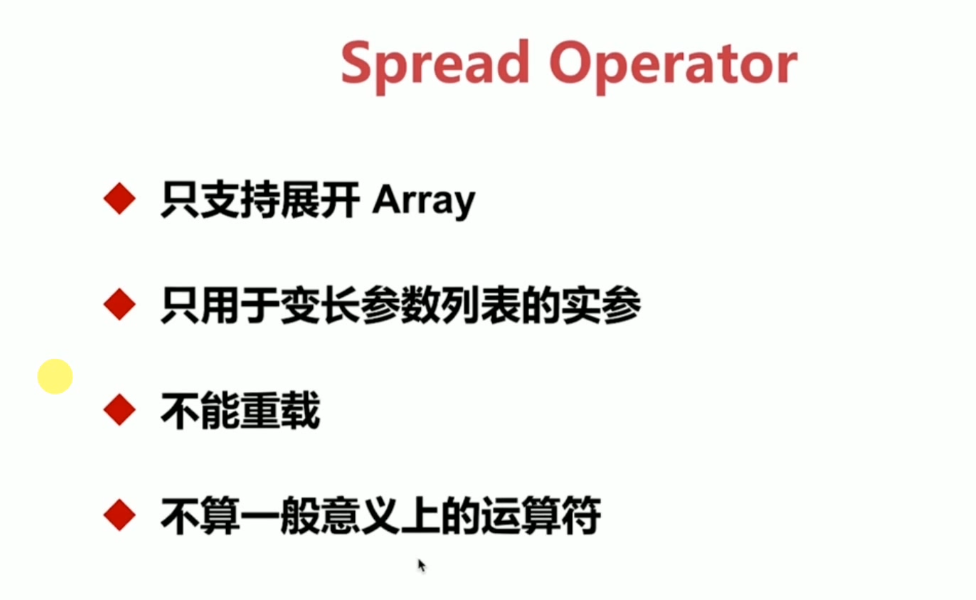 Spread Operator
只支持展开 Array
只用于变长参数列表的实参
不能重载
不算一般意义上的运算符